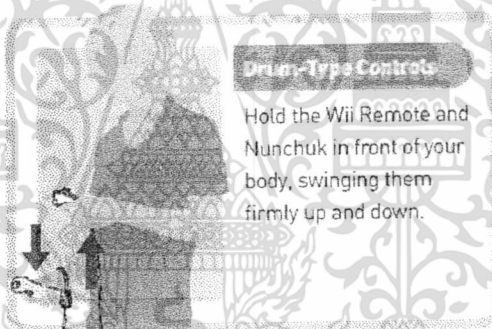 Drum-Type Controls
Hold the Wii Remote and
Nunchuk in front of your
body, swinging them
firmly up and down.